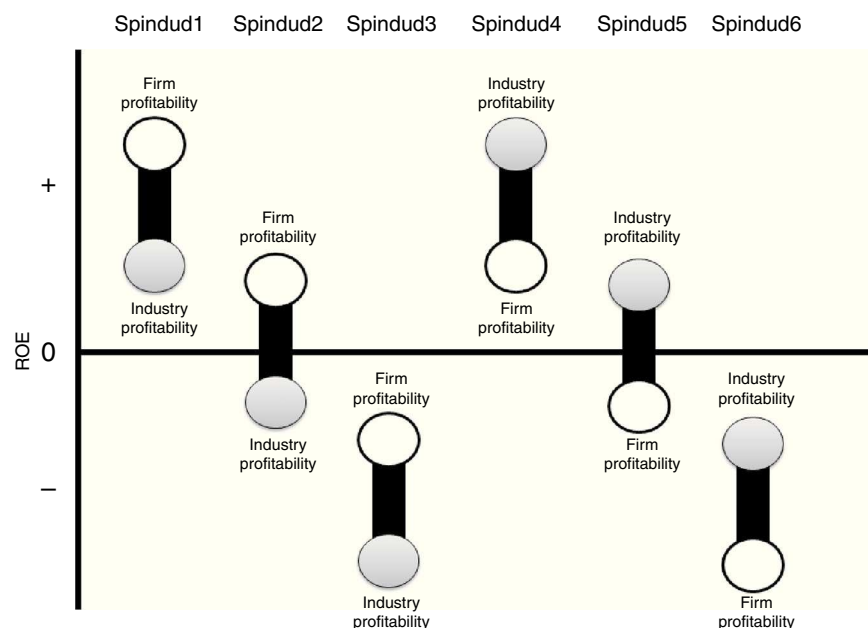 Spindud1 Spindud2 Spindud3 Spindud4 Spindud5 Spindud6
Firm
profitability
Industry
profitability
Firm
profitability
Industry
profitability
Firm
profitability
Industry
profitability
Industry
profitability
Firm
profitability
Industry
profitability
Firm
profitability
Industry
profitability
Firm
profitability
ROE
+
0
–